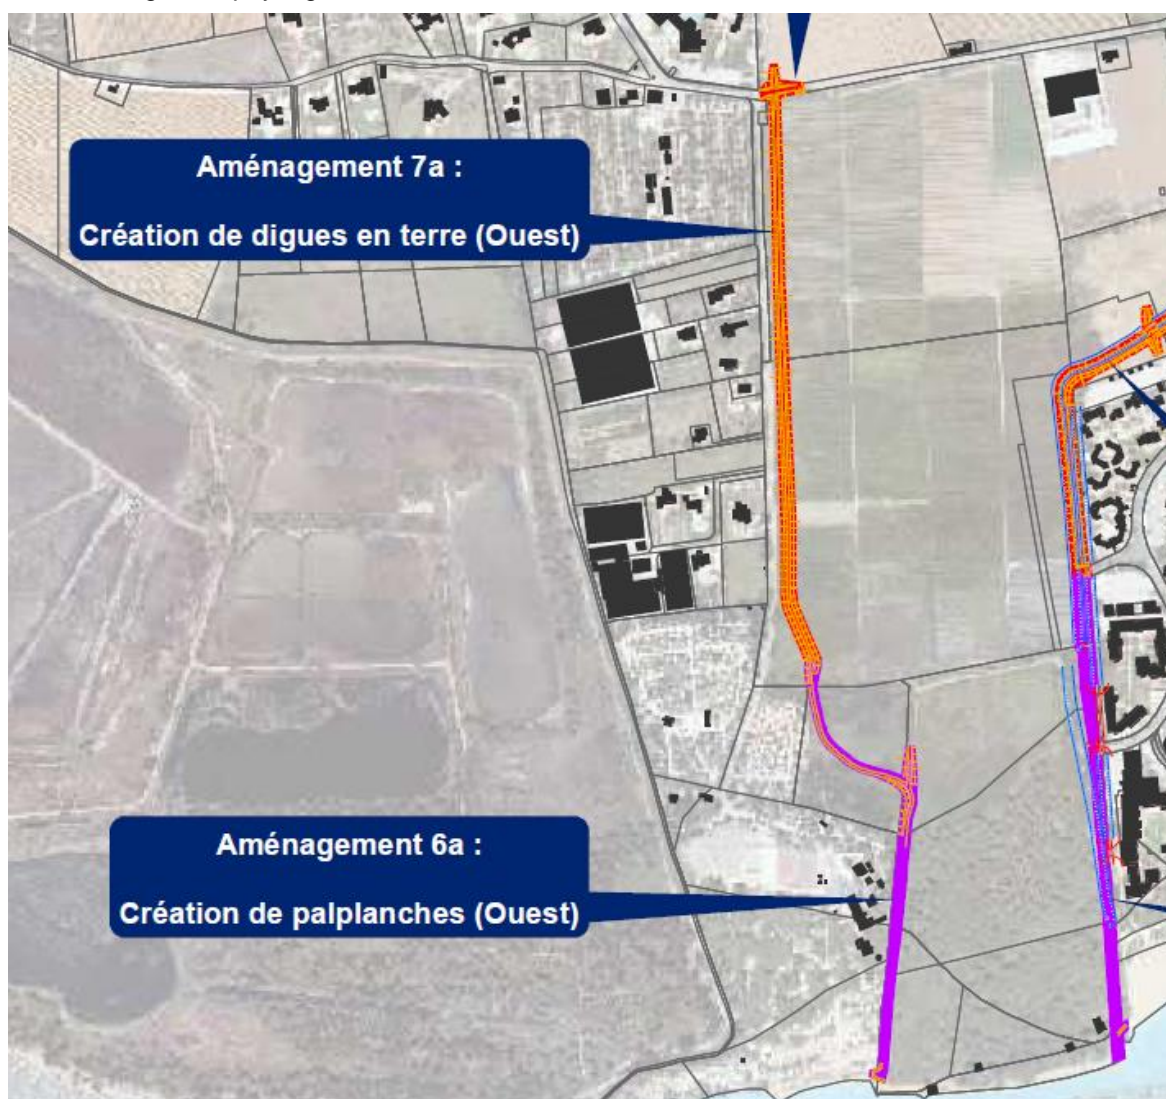 Aménagement 7a :
Création de digues en terre (Ouest)
Aménagement 6a :
Création de palplanches (Ouest)